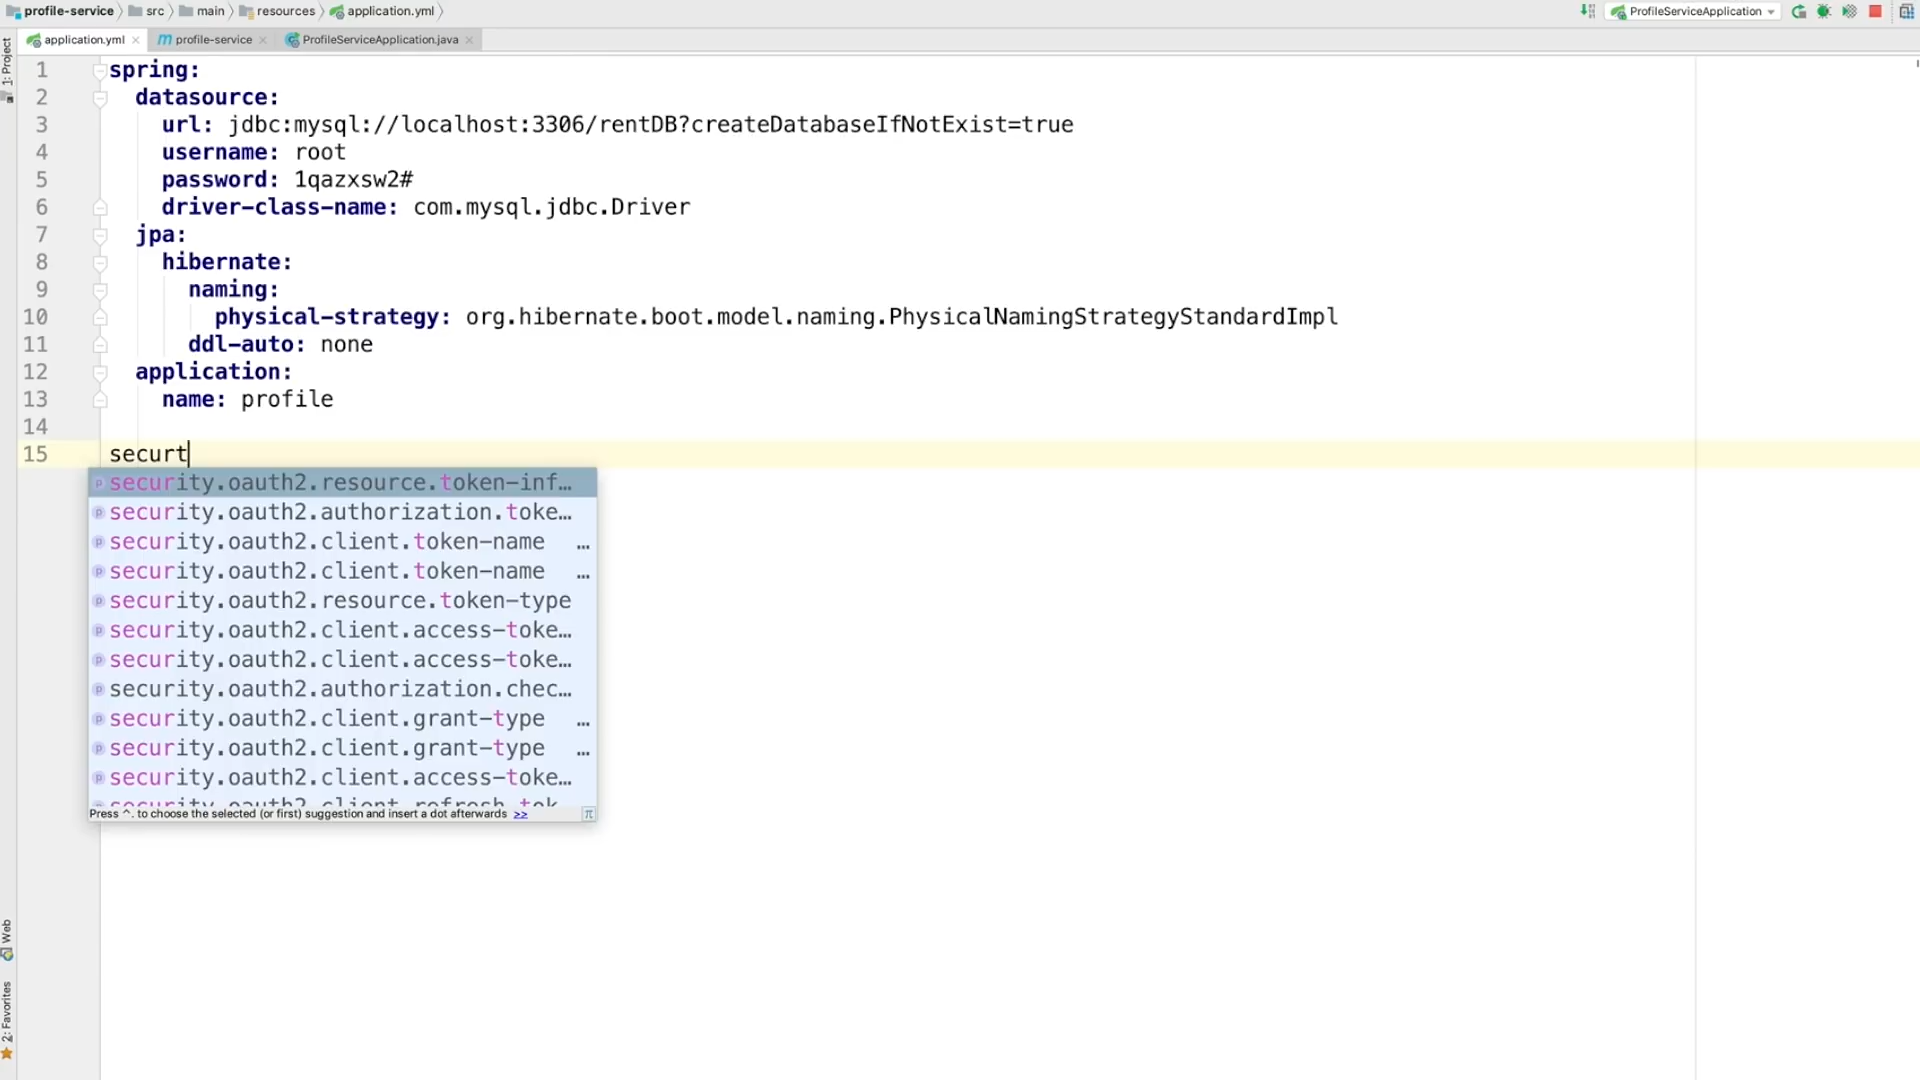 profile-service src main resources application.yml ProfileServiceApplication
application.yml profile-service ProfileServiceApplication.java
1: Project
1 spring:
2 datasource:
3 url: jdbc:mysql://localhost:3306/rentDB?createDatabaseIfNotExist=true
4 username: root
5 password: 1qazxsw2#
6 driver-class-name: com.mysql.jdbc.Driver
7 jpa:
8 hibernate:
9 naming:
10 physical-strategy: org.hibernate.boot.model.naming.PhysicalNamingStrategyStandardImpl
11 ddl-auto: none
12 application:
13 name: profile
14
15 securt
security.oauth2.resource.token-inf…
security.oauth2.authorization.toke…
security.oauth2.client.token-name …
security.oauth2.client.token-name …
security.oauth2.resource.token-type
security.oauth2.client.access-toke…
security.oauth2.client.access-toke…
security.oauth2.authorization.chec…
security.oauth2.client.grant-type …
security.oauth2.client.grant-type …
security.oauth2.client.access-toke…
security.oauth2.client.refresh-tok
Press ^. to choose the selected (or first) suggestion and insert a dot afterwards >> π
Web
2: Favorites